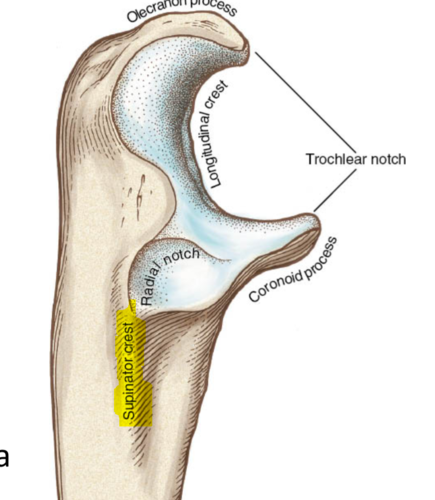 Olecranon process
Longitudinal crest
Trochlear notch
Radial notch
Coronoid process
Supinator crest
a